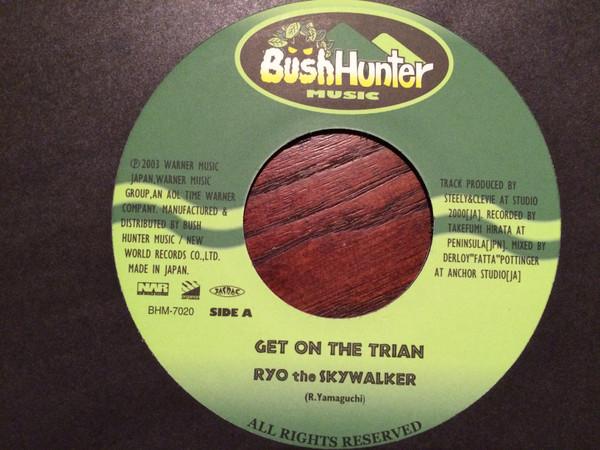 BushHunter
MUSIC
℗2003 WARNER MUSIC
JAPAN,WARNER MUSIC
GROUP,AN AOL TIME WARNER
COMPANY. MANUFACTURED &
DISTRIBUTED BY BUSH
HUNTER MUSIC / NEW
WORLD RECORDS CO.,LTD.
MADE IN JAPAN.
TRACK PRODUCED BY
STEELY&CLEVIE AT STUDIO
2000[JA]. RECORDED BY
TAKEFUMI HIRATA AT
PENINSULA[JPN]. MIXED BY
DERLOY"FATTA"POTTINGER
AT ANCHOR STUDIO[JA]
NAR
JASRAC
BHM-7020 SIDE A
GET ON THE TRIAN
RYO the SKYWALKER
(R.Yamaguchi)
ALL RIGHTS RESERVED